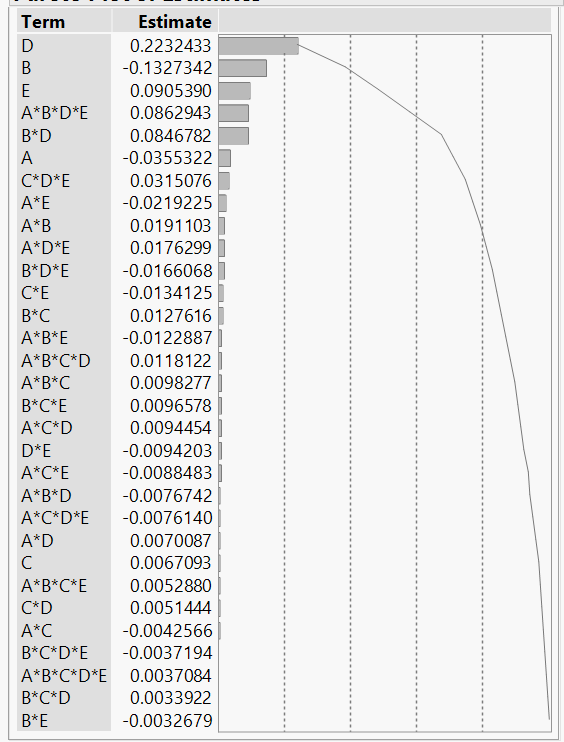 Term Estimate
D 0.2232433
B -0.1327342
E 0.0905390
A*B*D*E 0.0862943
B*D 0.0846782
A -0.0355322
C*D*E 0.0315076
A*E -0.0219225
A*B 0.0191103
A*D*E 0.0176299
B*D*E -0.0166068
C*E -0.0134125
B*C 0.0127616
A*B*E -0.0122887
A*B*C*D 0.0118122
A*B*C 0.0098277
B*C*E 0.0096578
A*C*D 0.0094454
D*E -0.0094203
A*C*E -0.0088483
A*B*D -0.0076742
A*C*D*E -0.0076140
A*D 0.0070087
C 0.0067093
A*B*C*E 0.0052880
C*D 0.0051444
A*C -0.0042566
B*C*D*E -0.0037194
A*B*C*D*E 0.0037084
B*C*D 0.0033922
B*E -0.0032679